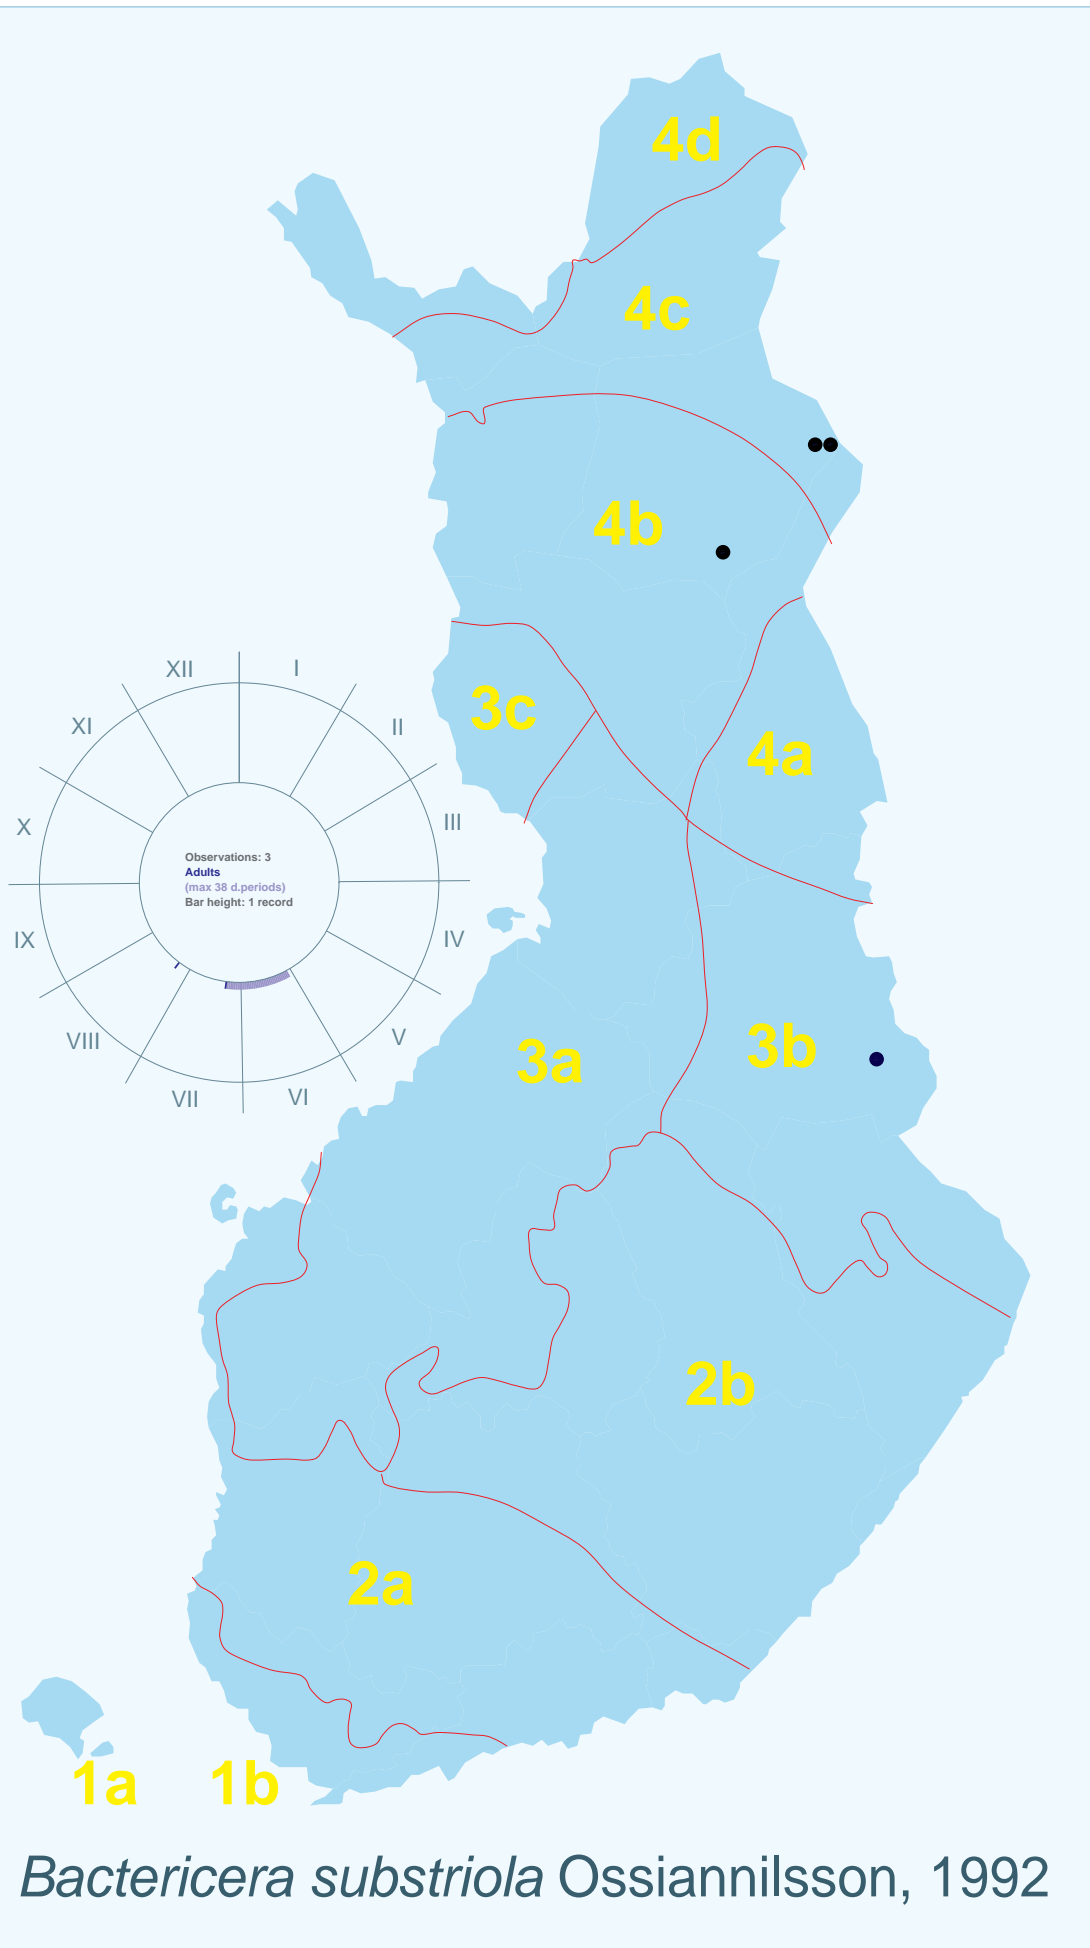 4d
4c
4b
3c
4a
XII
I
XI
II
X
III
Observations: 3
Adults
(max 38 d.periods)
Bar height: 1 record
IX
IV
VIII
V
VII
VI
3a
3b
2b
2a
1a
1b
Bactericera substriola Ossiannilsson, 1992